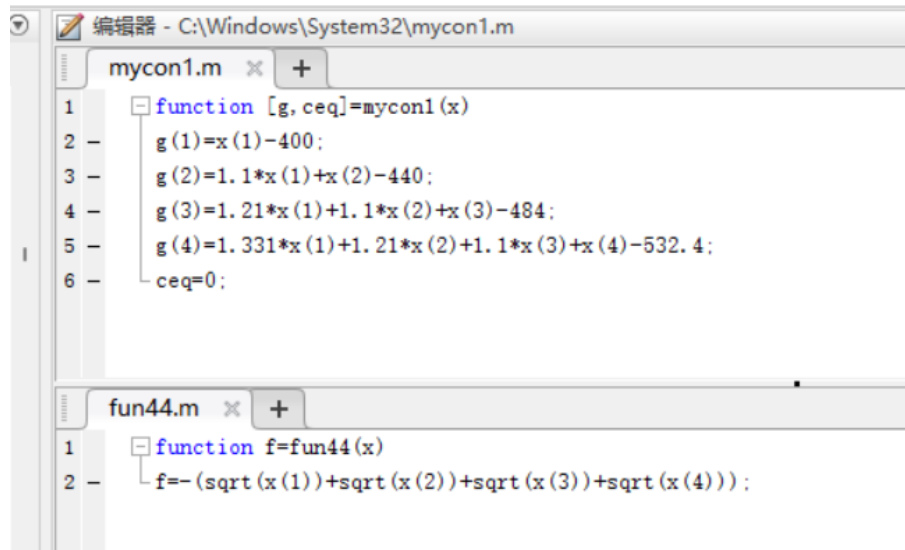 编辑器 - C:\Windows\System32\mycon1.m
mycon1.m × +
1 function [g,ceq]=mycon1(x)
2 – g(1)=x(1)-400;
3 – g(2)=1.1*x(1)+x(2)-440;
4 – g(3)=1.21*x(1)+1.1*x(2)+x(3)-484;
5 – g(4)=1.331*x(1)+1.21*x(2)+1.1*x(3)+x(4)-532.4;
6 – ceq=0;
fun44.m × +
1 function f=fun44(x)
2 – f=-(sqrt(x(1))+sqrt(x(2))+sqrt(x(3))+sqrt(x(4)));